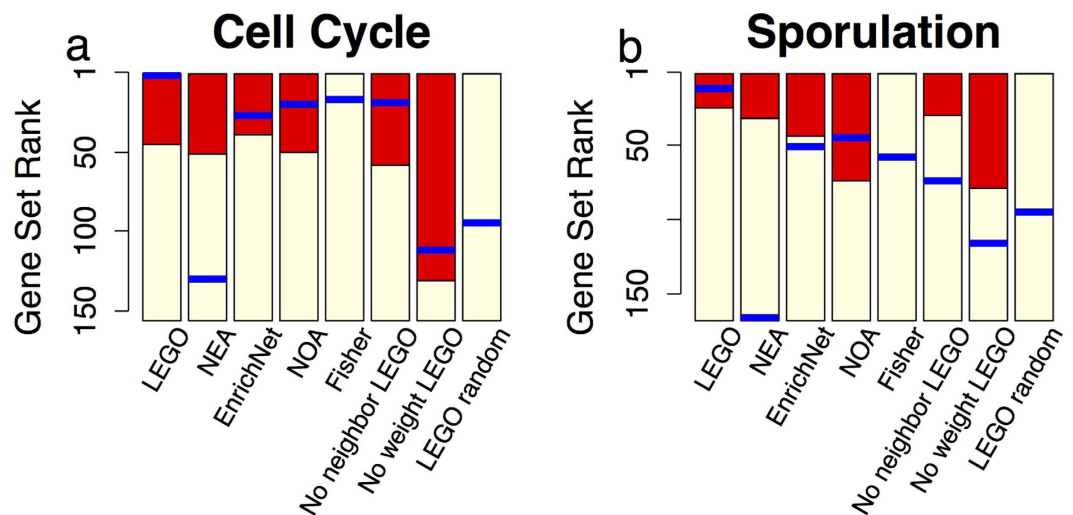 a
Cell Cycle
Gene Set Rank
1
50
100
150
LEGO
NEA
EnrichNet
NOA
Fisher
No neighbor LEGO
No weight LEGO
LEGO random
b
Sporulation
Gene Set Rank
1
50
150
LEGO
NEA
EnrichNet
NOA
Fisher
No neighbor LEGO
No weight LEGO
LEGO random